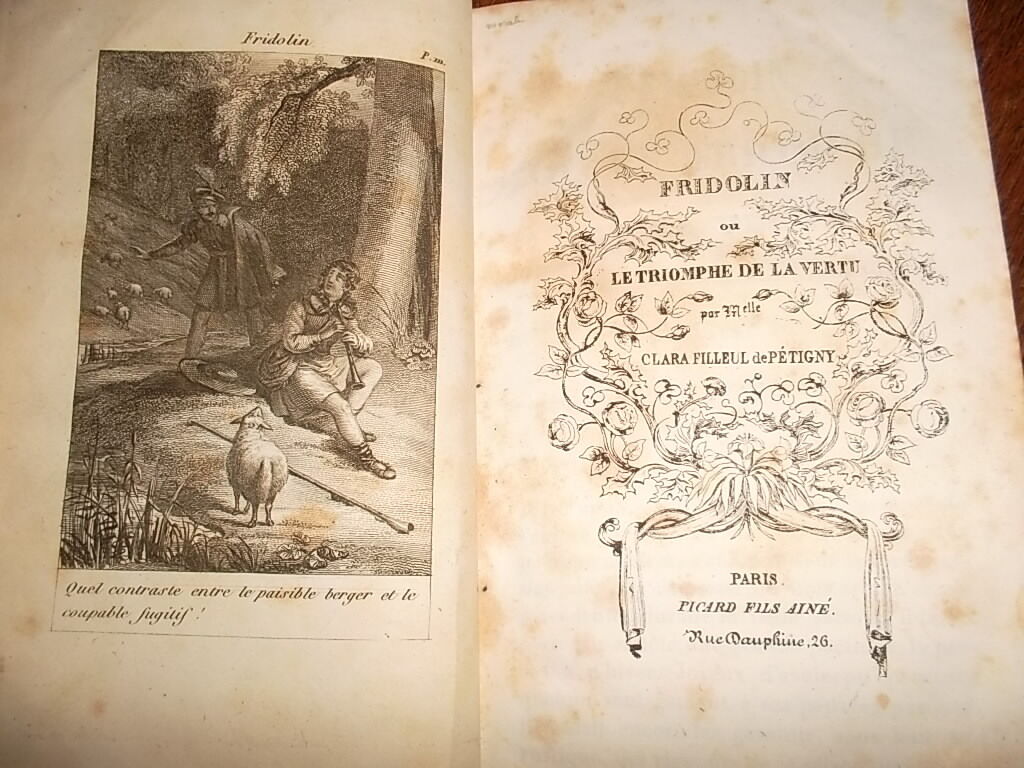 Fridolin
P. m.
Quel contraste entre le paisible berger et le
coupable fugitif !
FRIDOLIN
ou
LE TRIOMPHE DE LA VERTU
par Melle
CLARA FILLEUL de PÉTIGNY
PARIS.
PICARD FILS AINÉ.
Rue Dauphine, 26.